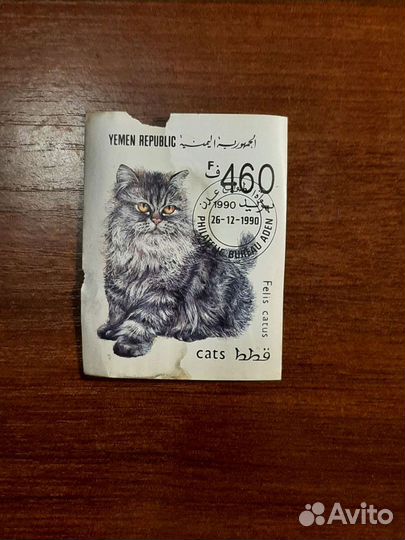 YEMEN REPUBLIC الجمهورية اليمنية
F 460
ف
1990
26-12-1990
PHILATELIC BUREAU ADEN
Felis catus
cats قطط
Avito